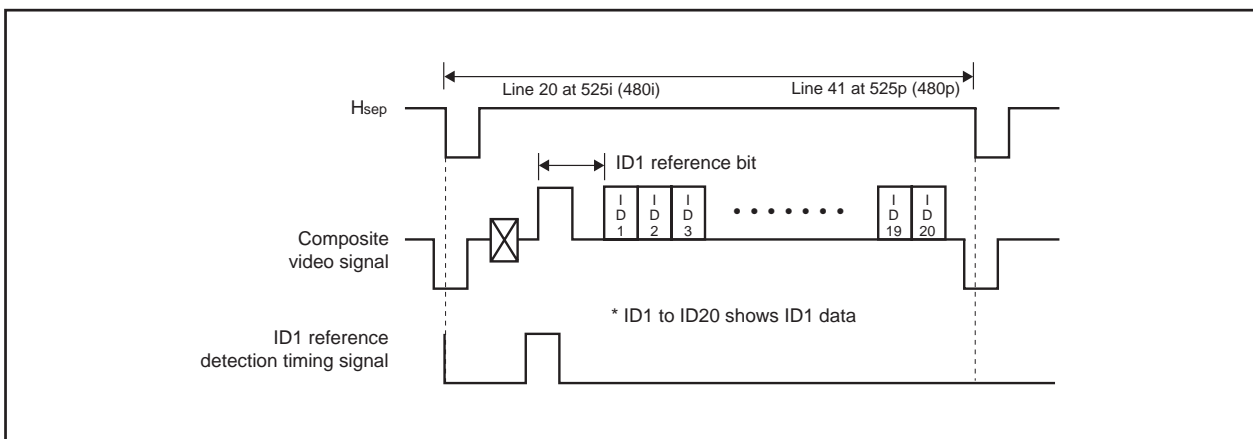 Line 20 at 525i (480i)
Line 41 at 525p (480p)
Hsep
ID1 reference bit
I
D
1
I
D
2
I
D
3
I
D
19
I
D
20
Composite
video signal
* ID1 to ID20 shows ID1 data
ID1 reference
detection timing signal